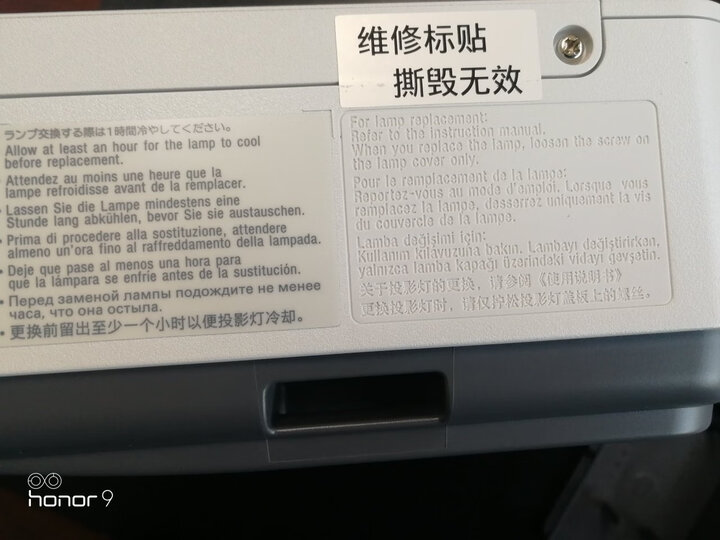 维修标贴
撕毁无效
ランプ交換する際は1時間冷やしてください。
Allow at least an hour for the lamp to cool
before replacement.
• Attendez au moins une heure que la
lampe refroidisse avant de la remplacer.
• Lassen Sie die Lampe mindestens eine
Stunde lang abkühlen, bevor Sie sie austauschen.
• Prima di procedere alla sostituzione, attendere
almeno un'ora fino al raffreddamento della lampada.
• Deje que pase al menos una hora para
que la lámpara se enfríe antes de la sustitución.
• Перед заменой лампы подождите не менее
часа, что она остыла.
• 更换前留出至少一个小时以便投影灯冷却。
For lamp replacement:
Refer to the instruction manual.
When you replace the lamp, loosen the screw on
the lamp cover only.
Pour le remplacement de la lampe:
Reportez-vous au mode d'emploi. Lorsque vous
remplacez la lampe, desserrez uniquement la vis
du couvercle de la lampe.
Lamba değişimi için:
Kullanım kılavuzuna bakın. Lambayı değiştirirken,
yalnızca lamba kapağı üzerindeki vidayı gevşetin.
关于投影灯的更换，请参阅《使用说明书》
更换投影灯时，请仅拧松投影灯盖板上的螺丝。
honor 9